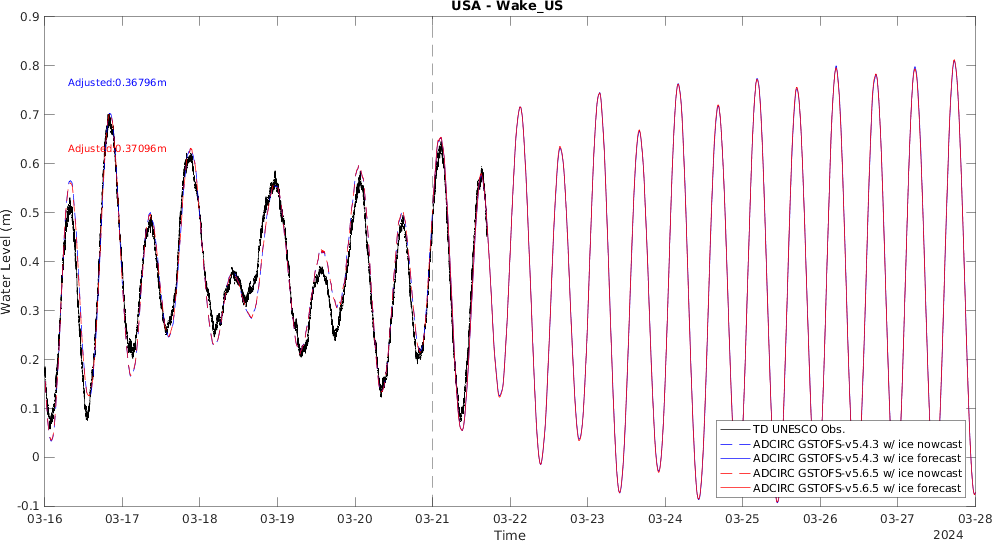 USA - Wake_US
0.9
0.8
0.7
0.6
0.5
0.4
0.3
0.2
0.1
0
-0.1
Water Level (m)
Adjusted:0.36796m
Adjusted:0.37096m
TD UNESCO Obs.
ADCIRC GSTOFS-v5.4.3 w/ ice nowcast
ADCIRC GSTOFS-v5.4.3 w/ ice forecast
ADCIRC GSTOFS-v5.6.5 w/ ice nowcast
ADCIRC GSTOFS-v5.6.5 w/ ice forecast
03-16 03-17 03-18 03-19 03-20 03-21 03-22 03-23 03-24 03-25 03-26 03-27 03-28
Time
2024